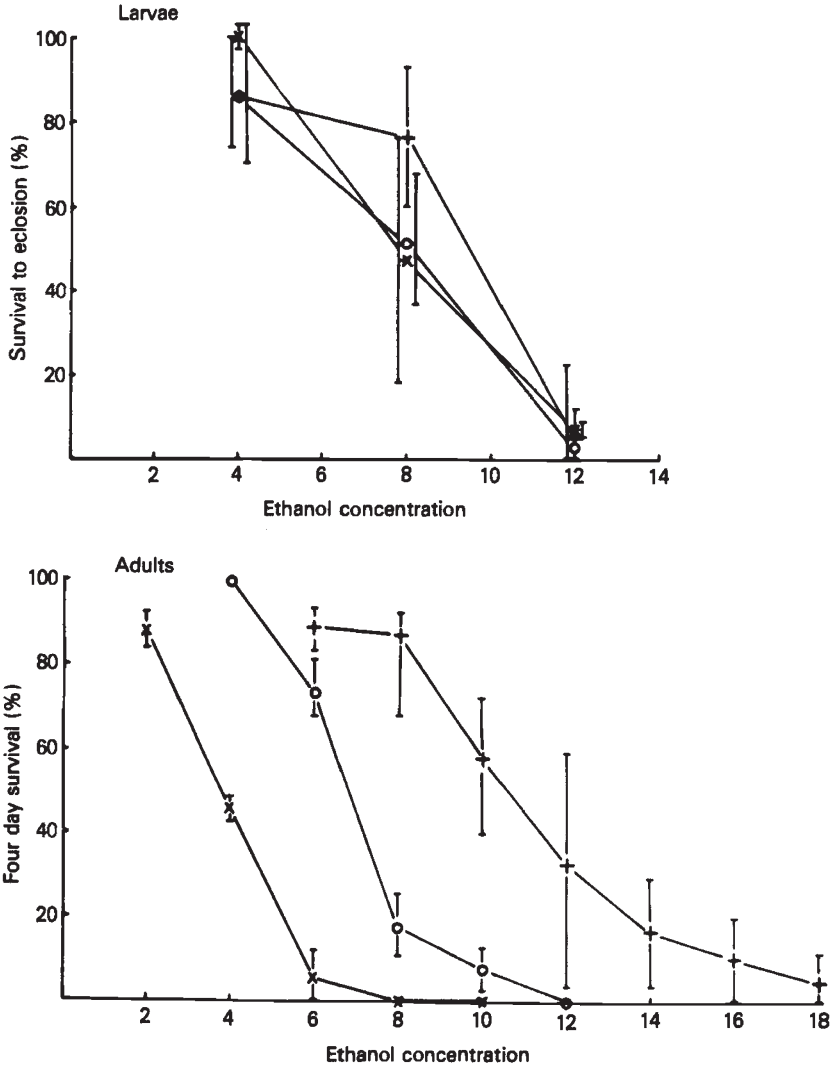 Larvae
100
80
60
40
20
Survival to eclosion (%)
2 4 6 8 10 12 14
Ethanol concentration
Adults
100
80
60
40
20
Four day survival (%)
2 4 6 8 10 12 14 16 18
Ethanol concentration